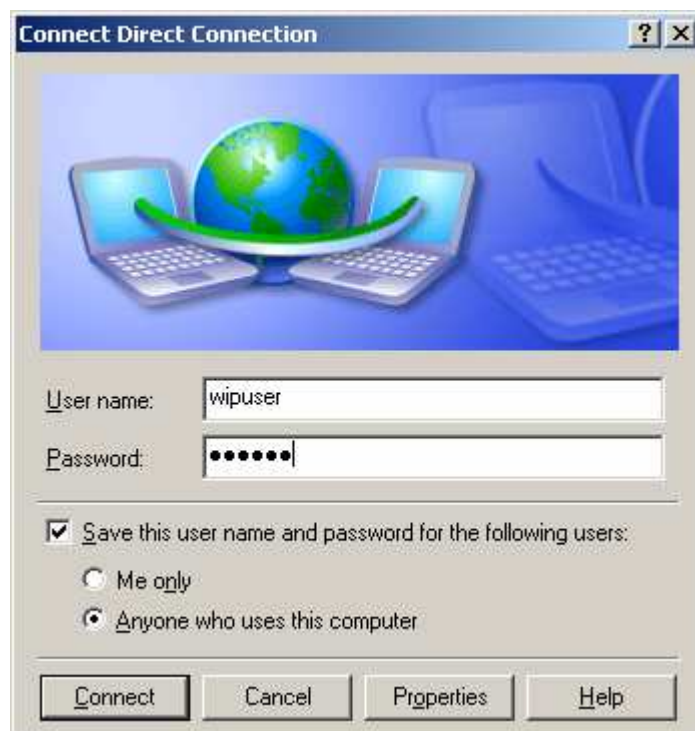 Connect Direct Connection
User name: wipuser
Password: ●●●●●●
Save this user name and password for the following users:
Me only
Anyone who uses this computer
Connect Cancel Properties Help